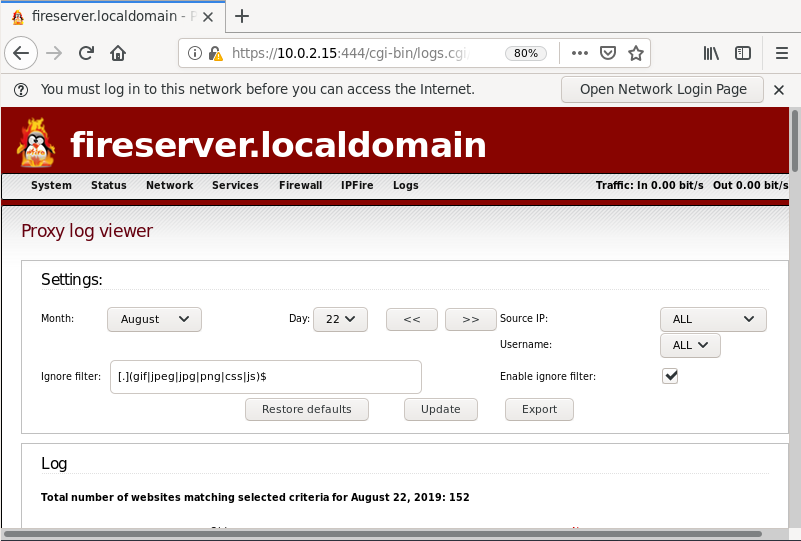 fireserver.localdomain - P
https://10.0.2.15:444/cgi-bin/logs.cgi 80%
You must log in to this network before you can access the Internet. Open Network Login Page
fireserver.localdomain
System Status Network Services Firewall IPFire Logs Traffic: In 0.00 bit/s Out 0.00 bit/s
Proxy log viewer
Settings:
Month: August Day: 22 << >> Source IP: ALL
Username: ALL
Ignore filter: [.](gif|jpeg|jpg|png|css|js)$ Enable ignore filter:
Restore defaults Update Export
Log
Total number of websites matching selected criteria for August 22, 2019: 152